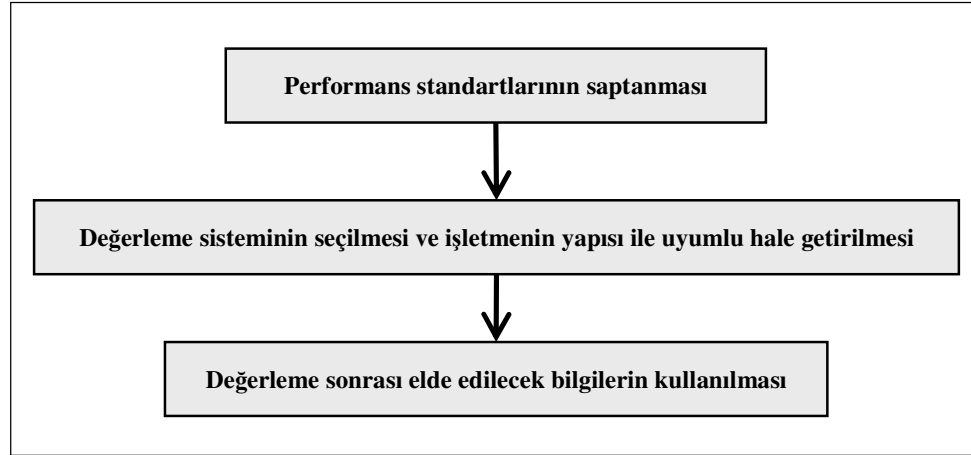 Performans standartlarının saptanması
Değerleme sisteminin seçilmesi ve işletmenin yapısı ile uyumlu hale getirilmesi
Değerleme sonrası elde edilecek bilgilerin kullanılması